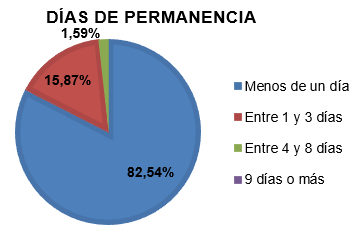 DÍAS DE PERMANENCIA
1,59%
15,87%
82,54%
Menos de un día
Entre 1 y 3 días
Entre 4 y 8 días
9 días o más